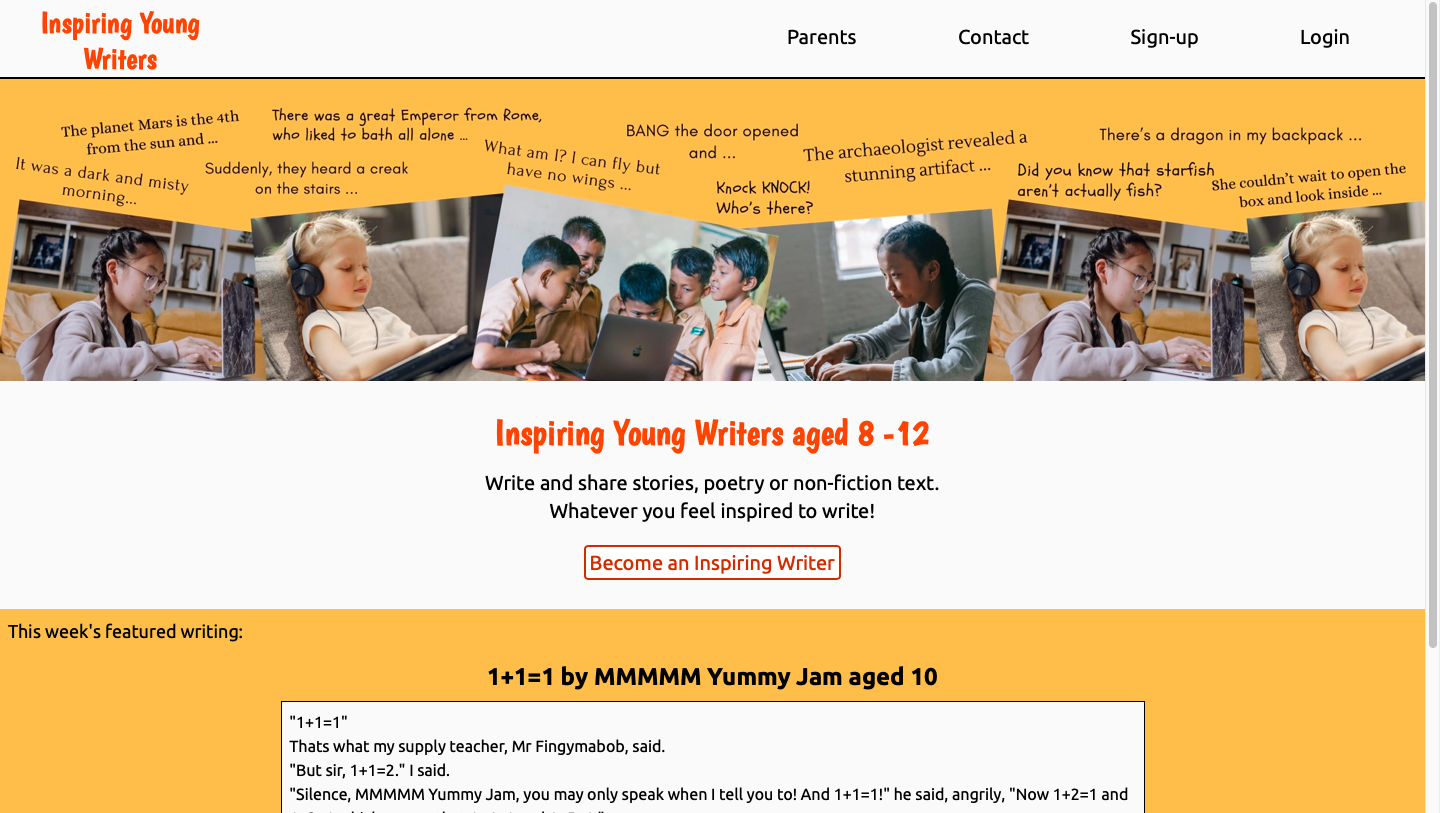 Inspiring Young
Writers
Parents
Contact
Sign-up
Login
The planet Mars is the 4th
from the sun and ...
There was a great Emperor from Rome,
who liked to bath all alone ...
It was a dark and misty
morning...
Suddenly, they heard a creak
on the stairs ...
What am I? I can fly but
have no wings ...
BANG the door opened
and ...
Knock KNOCK!
Who's there?
The archaeologist revealed a
stunning artifact ...
There's a dragon in my backpack ...
Did you know that starfish
aren't actually fish?
She couldn't wait to open the
box and look inside ...
Inspiring Young Writers aged 8 -12
Write and share stories, poetry or non-fiction text.
Whatever you feel inspired to write!
Become an Inspiring Writer
This week's featured writing:
1+1=1 by MMMMM Yummy Jam aged 10
"1+1=1"
Thats what my supply teacher, Mr Fingymabob, said.
"But sir, 1+1=2." I said.
"Silence, MMMMM Yummy Jam, you may only speak when I tell you to! And 1+1=1!" he said, angrily, "Now 1+2=1 and